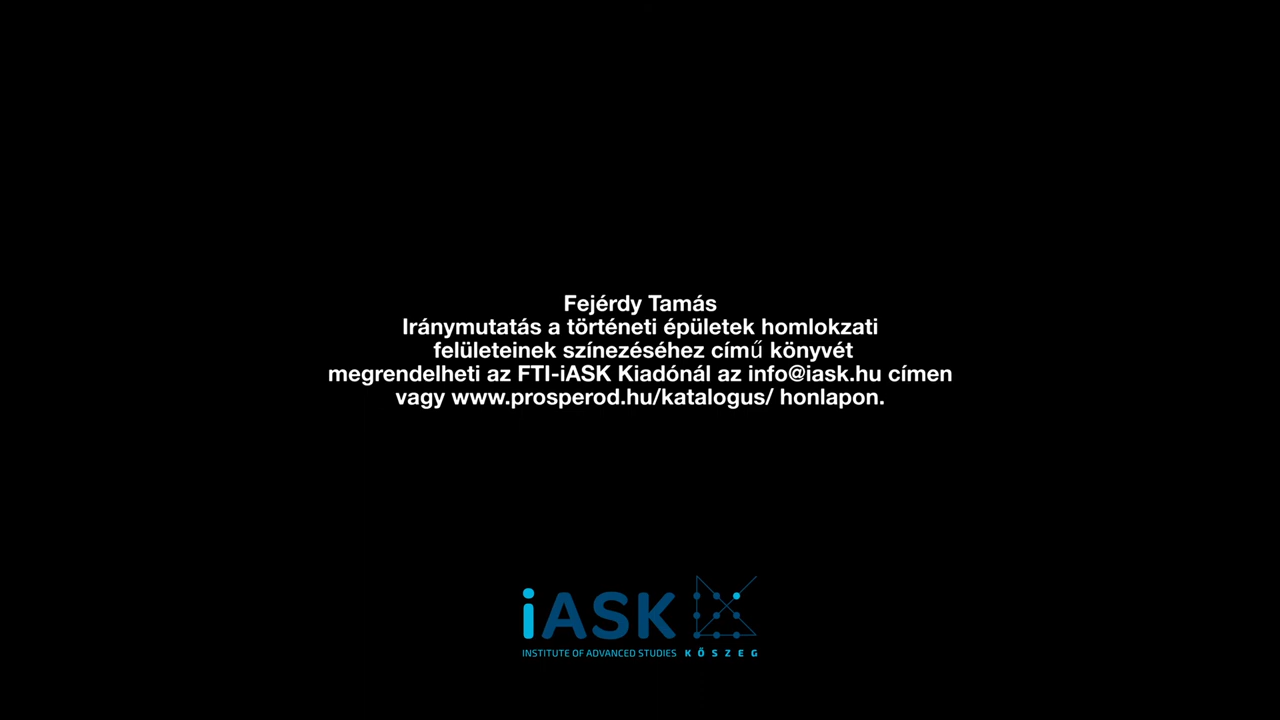 Fejérdy Tamás
Iránymutatás a történeti épületek homlokzati
felületeinek színezéséhez című könyvét
megrendelheti az FTI-iASK Kiadónál az info@iask.hu címen
vagy www.prosperod.hu/katalogus/ honlapon.
iASK
INSTITUTE OF ADVANCED STUDIES KŐSZEG